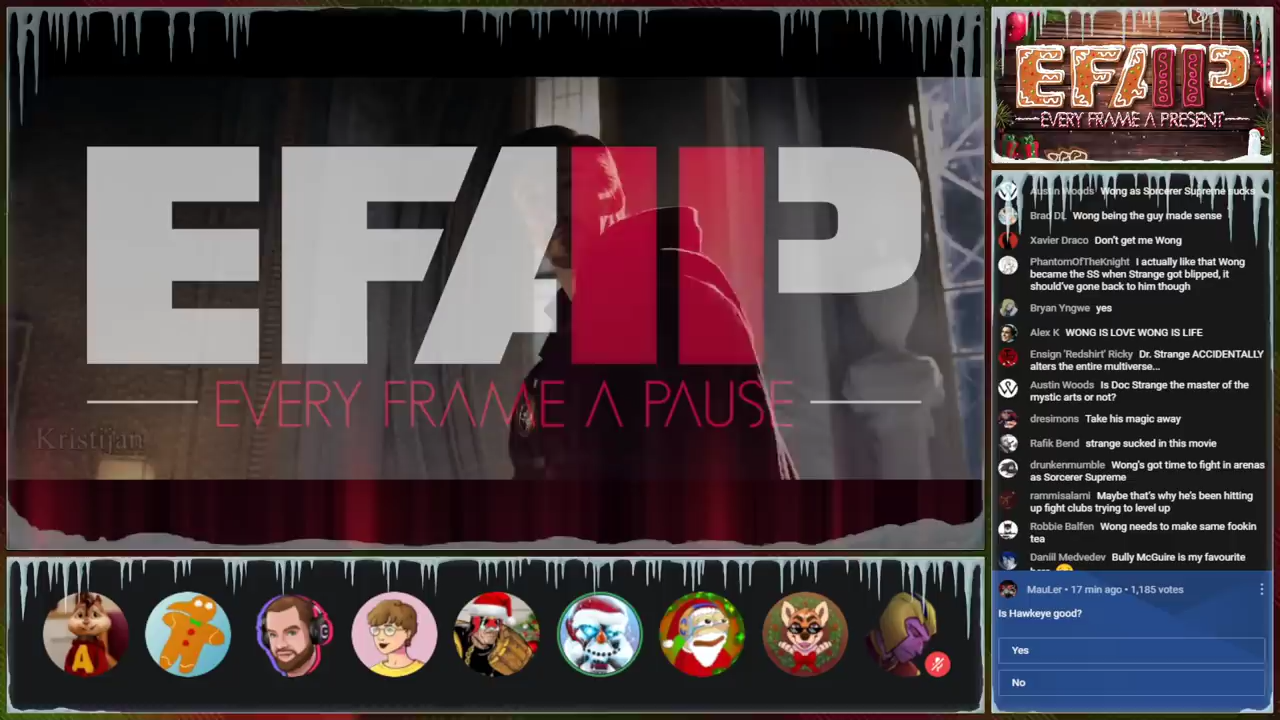 EFAP
EVERY FRAME A PAUSE
Kristijan
EFAP
EVERY FRAME A PRESENT
Austin Woods Wong as Sorcerer Supreme sucks
Brad DL Wong being the guy made sense
Xavier Draco Don't get me Wong
PhantomOfTheKnight I actually like that Wong
became the SS when Strange got blipped, it
should've gone back to him though
Bryan Yngwe yes
Alex K WONG IS LOVE WONG IS LIFE
Ensign 'Redshirt' Ricky Dr. Strange ACCIDENTALLY
alters the entire multiverse...
Austin Woods Is Doc Strange the master of the
mystic arts or not?
dresimons Take his magic away
Rafik Bend strange sucked in this movie
drunkenmumble Wong's got time to fight in arenas
as Sorcerer Supreme
rammisalami Maybe that's why he's been hitting
up fight clubs trying to level up
Robbie Balfen Wong needs to make same fookin
tea
Daniil Medvedev Bully McGuire is my favourite
MauLer • 17 min ago • 1,185 votes
Is Hawkeye good?
Yes
No
A